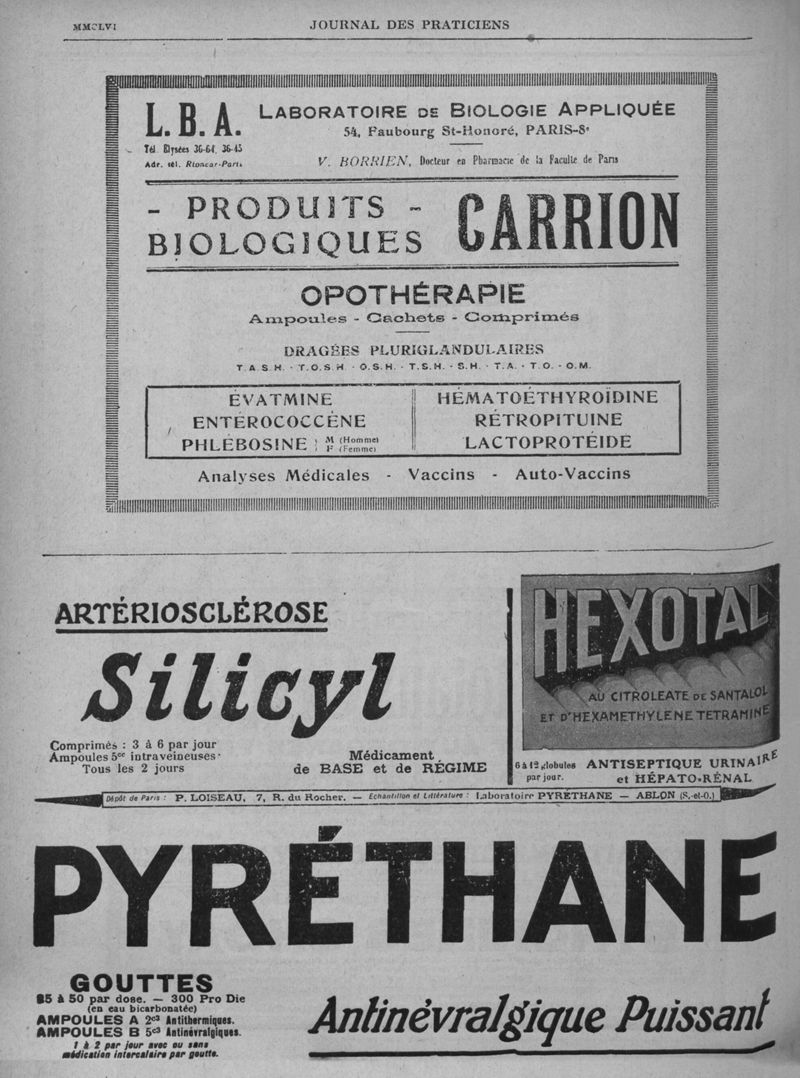 MMCLVI
JOURNAL DES PRATICIENS
L.B.A.
LABORATOIRE DE BIOLOGIE APPLIQUÉE
54, Faubourg St-Honoré, PARIS-8e
Tél. Elysées 36-64, 36-45
Adr. tél. Rioncar-Paris
V. BORRIEN, Docteur en Pharmacie de la Faculté de Paris
- PRODUITS -
BIOLOGIQUES
CARRION
OPOTHÉRAPIE
Ampoules - Cachets - Comprimés
DRAGÉES PLURIGLANDULAIRES
T.A.S.H. - T.O.S.H. - O.S.H. - T.S.H. - S.H. - T.A. - T.O. - O.M.
ÉVATMINE
ENTÉROCOCCÈNE
PHLÉBOSINE M (Homme)
F (Femme)
HÉMATOÉTHYROÏDINE
RÉTROPITUINE
LACTOPROTÉIDE
Analyses Médicales - Vaccins - Auto-Vaccins
ARTÉRIOSCLÉROSE
Silicyl
Comprimés : 3 à 6 par jour
Ampoules 5cc intraveineuses
Tous les 2 jours
Médicament
de BASE et de RÉGIME
HEXOTAL
AU CITROLEATE DE SANTALOL
ET D'HEXAMETHYLENE TETRAMINE
6 à 12 globules
par jour.
ANTISEPTIQUE URINAIRE
et HÉPATO-RÉNAL
Dépôt de Paris : P. LOISEAU, 7, R. du Rocher. — Echantillon et Littérature : Laboratoire PYRÉTHANE — ABLON (S.-et-O.)
PYRÉTHANE
GOUTTES
25 à 50 par dose. — 300 Pro Die
(en eau bicarbonatée)
AMPOULES A 2c3 Antithermiques.
AMPOULES B 5c3 Antinévralgiques.
1 à 2 par jour avec ou sans
médication intercalaire par goutte.
Antinévralgique Puissant